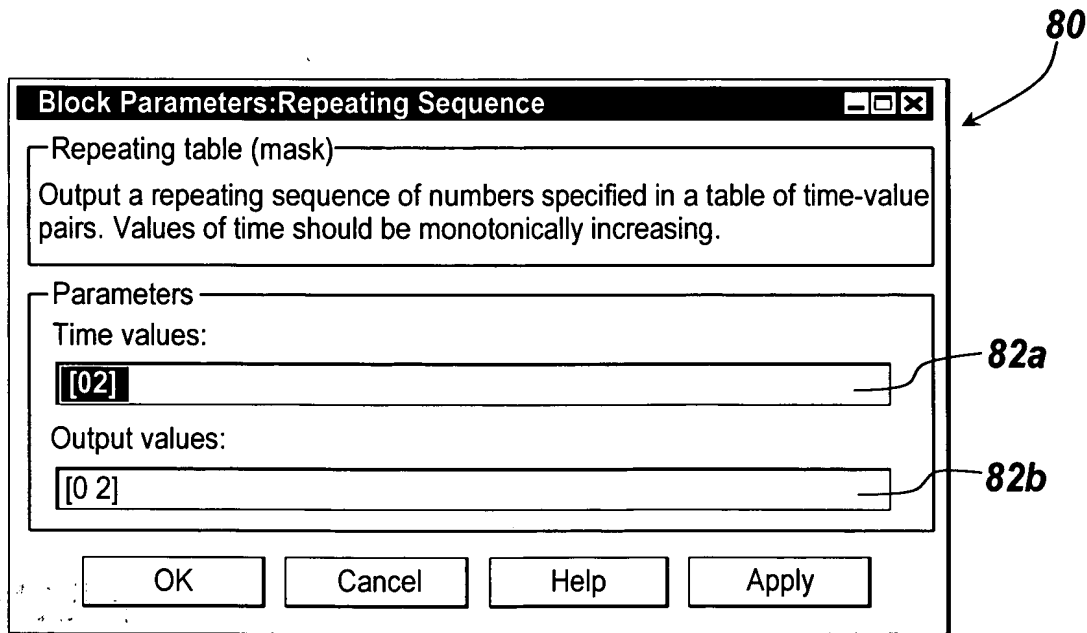 80
Block Parameters:Repeating Sequence
Repeating table (mask)
Output a repeating sequence of numbers specified in a table of time-value
pairs. Values of time should be monotonically increasing.
Parameters
Time values:
[02]
82a
Output values:
[0 2]
82b
OK Cancel Help Apply